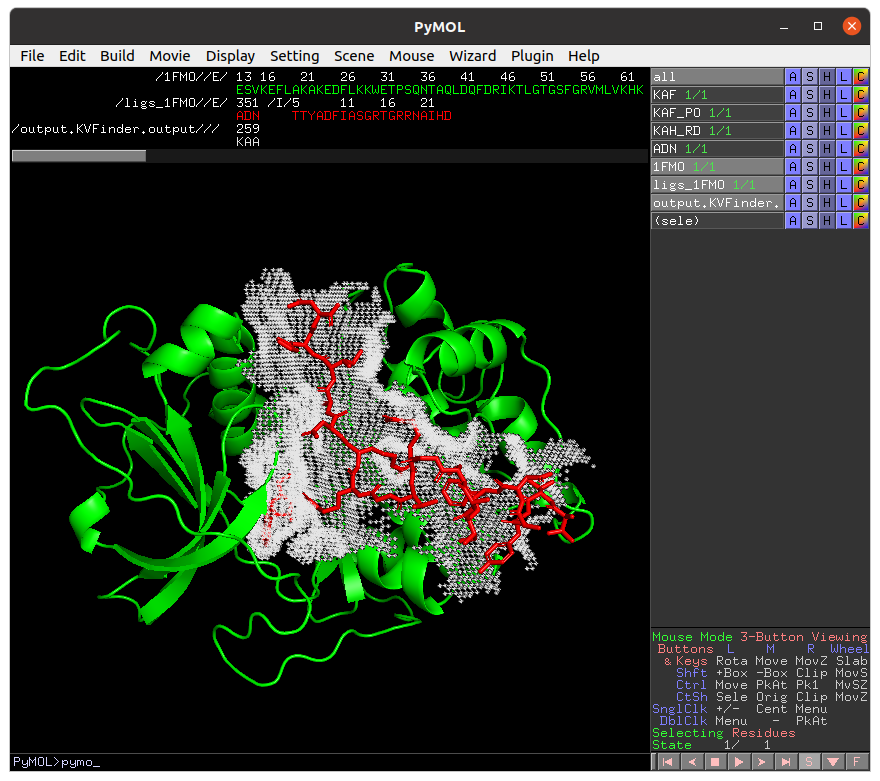 PyMOL
File Edit Build Movie Display Setting Scene Mouse Wizard Plugin Help
/1FMO//E/ 13 16 21 26 31 36 41 46 51 56 61
ESVKEFLAKAKEDFLKKWETPSQNTAQLDQFDRIKTLGTGSFGRVMLVKHK
/ligs_1FMO//E/ 351 /I/5 11 16 21
ADN TTYADFIASGRTGRRNAIHD
/output.KVFinder.output/// 259
KAA
all A S H L C
KAF 1/1 A S H L C
KAF_PO 1/1 A S H L C
KAH_RD 1/1 A S H L C
ADN 1/1 A S H L C
1FMO 1/1 A S H L C
ligs_1FMO 1/1 A S H L C
output.KVFinder. A S H L C
(sele) A S H L C
Mouse Mode 3-Button Viewing
Buttons L M R Wheel
& Keys Rota Move MovZ Slab
Shft +Box -Box Clip MovS
Ctrl Move PkAt Pk1 MvSZ
CtSh Sele Orig Clip MovZ
SnglClk +/- Cent Menu
DblClk Menu - PkAt
Selecting Residues
State 1/ 1
PyMOL>pymo_
S F